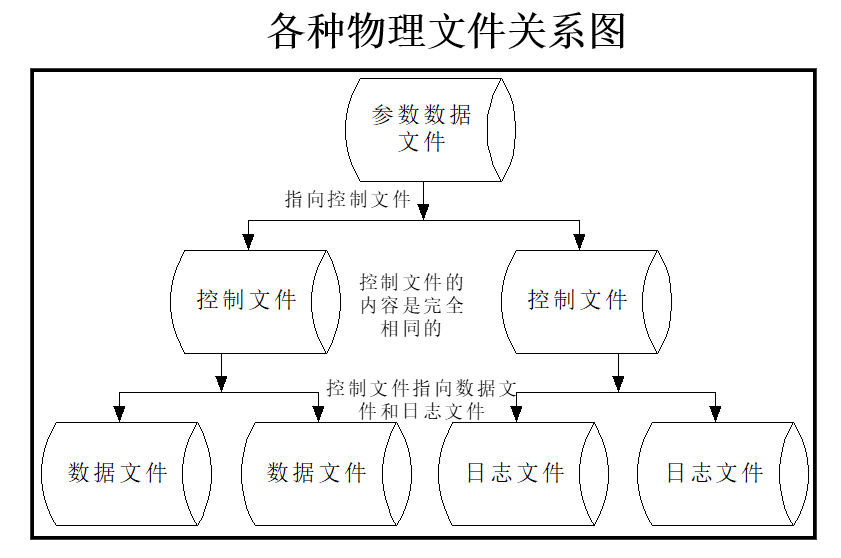 各种物理文件关系图
参数数据
文件
指向控制文件
控制文件
控制文件的
内容是完全
相同的
控制文件
控制文件指向数据文
件和日志文件
数据文件
数据文件
日志文件
日志文件